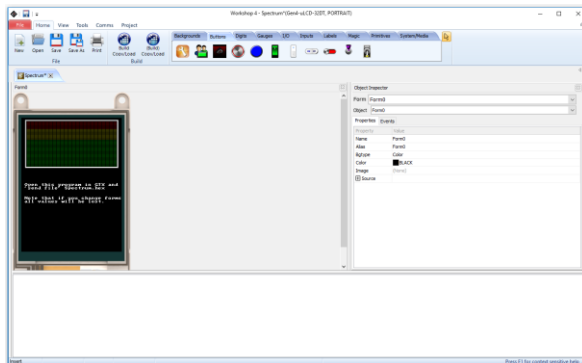 Workshop 4 - Spectrum*(Gen4-uLCD-32DT, PORTRAIT)
File Home View Tools Comms Project
New Open Save Save As Print
Build Copy/Load
(Build) Copy/Load
File Build
Backgrounds Buttons Digits Gauges I/O Inputs Labels Magic Primitives System/Media
Spectrum*
Form0
Open this program in GTX and
"Send file" Spectrum.hex
Note that if you change forms
all values will be lost.
Object Inspector
Form Form0
Object Form0
Properties Events
Property Value
Name Form0
Alias Form0
Bgtype Color
Color BLACK
Image (None)
Source
Insert
Press F1 for context sensitive help.